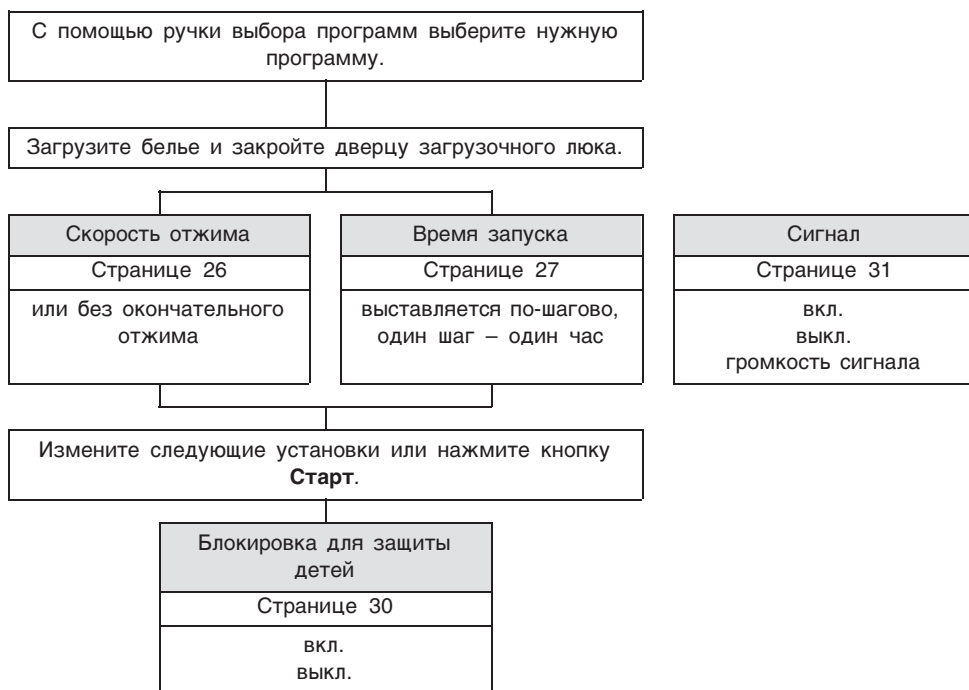 С помощью ручки выбора программ выберите нужную
программу.
Загрузите белье и закройте дверцу загрузочного люка.
Скорость отжима
Странице 26
или без окончательного
отжима
Время запуска
Странице 27
выставляется по-шагово,
один шаг – один час
Сигнал
Странице 31
вкл.
выкл.
громкость сигнала
Измените следующие установки или нажмите кнопку
Старт.
Блокировка для защиты
детей
Странице 30
вкл.
выкл.